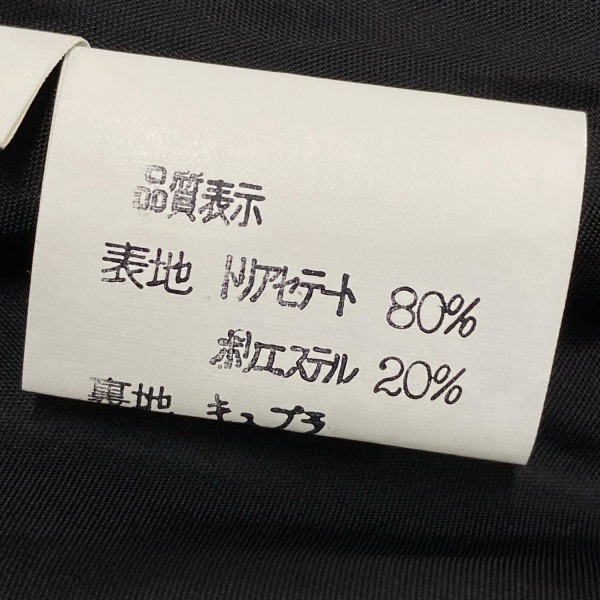 品質表示
表地 トリアセテート 80%
ポリエステル 20%
裏地 キュプラ